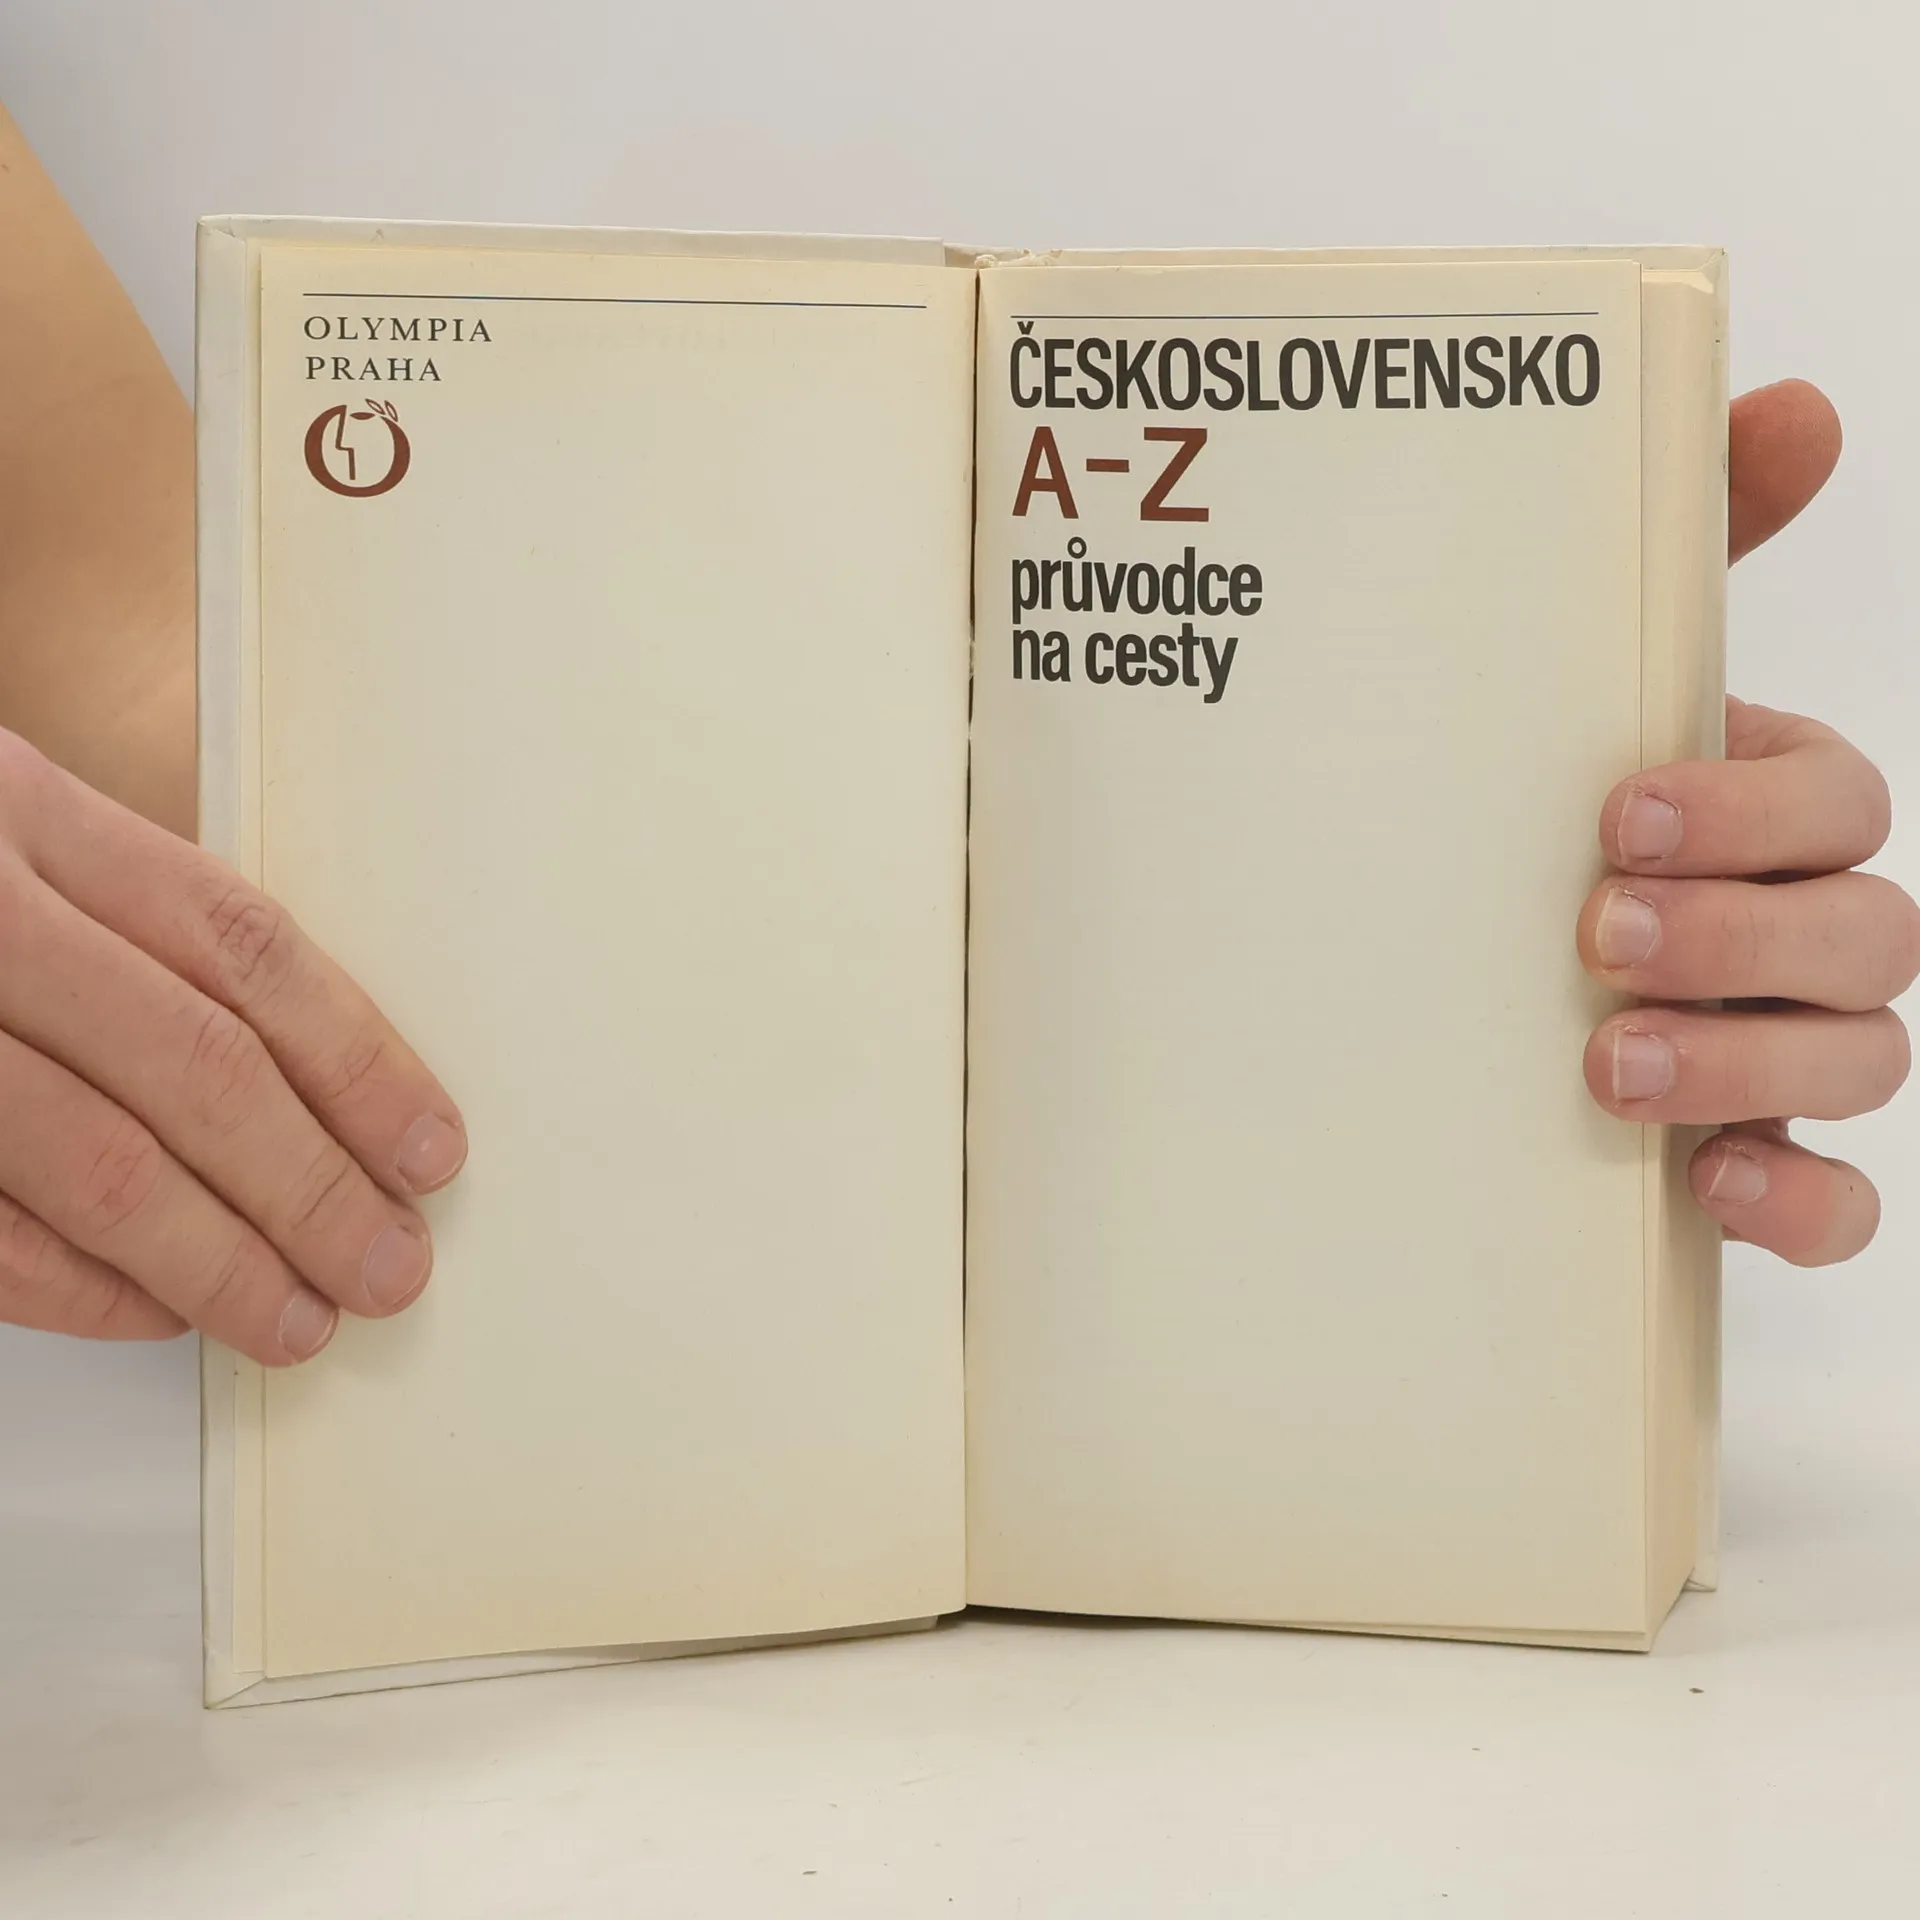 OLYMPIA
PRAHA
ČESKOSLOVENSKO
A-Z
průvodce
na cesty